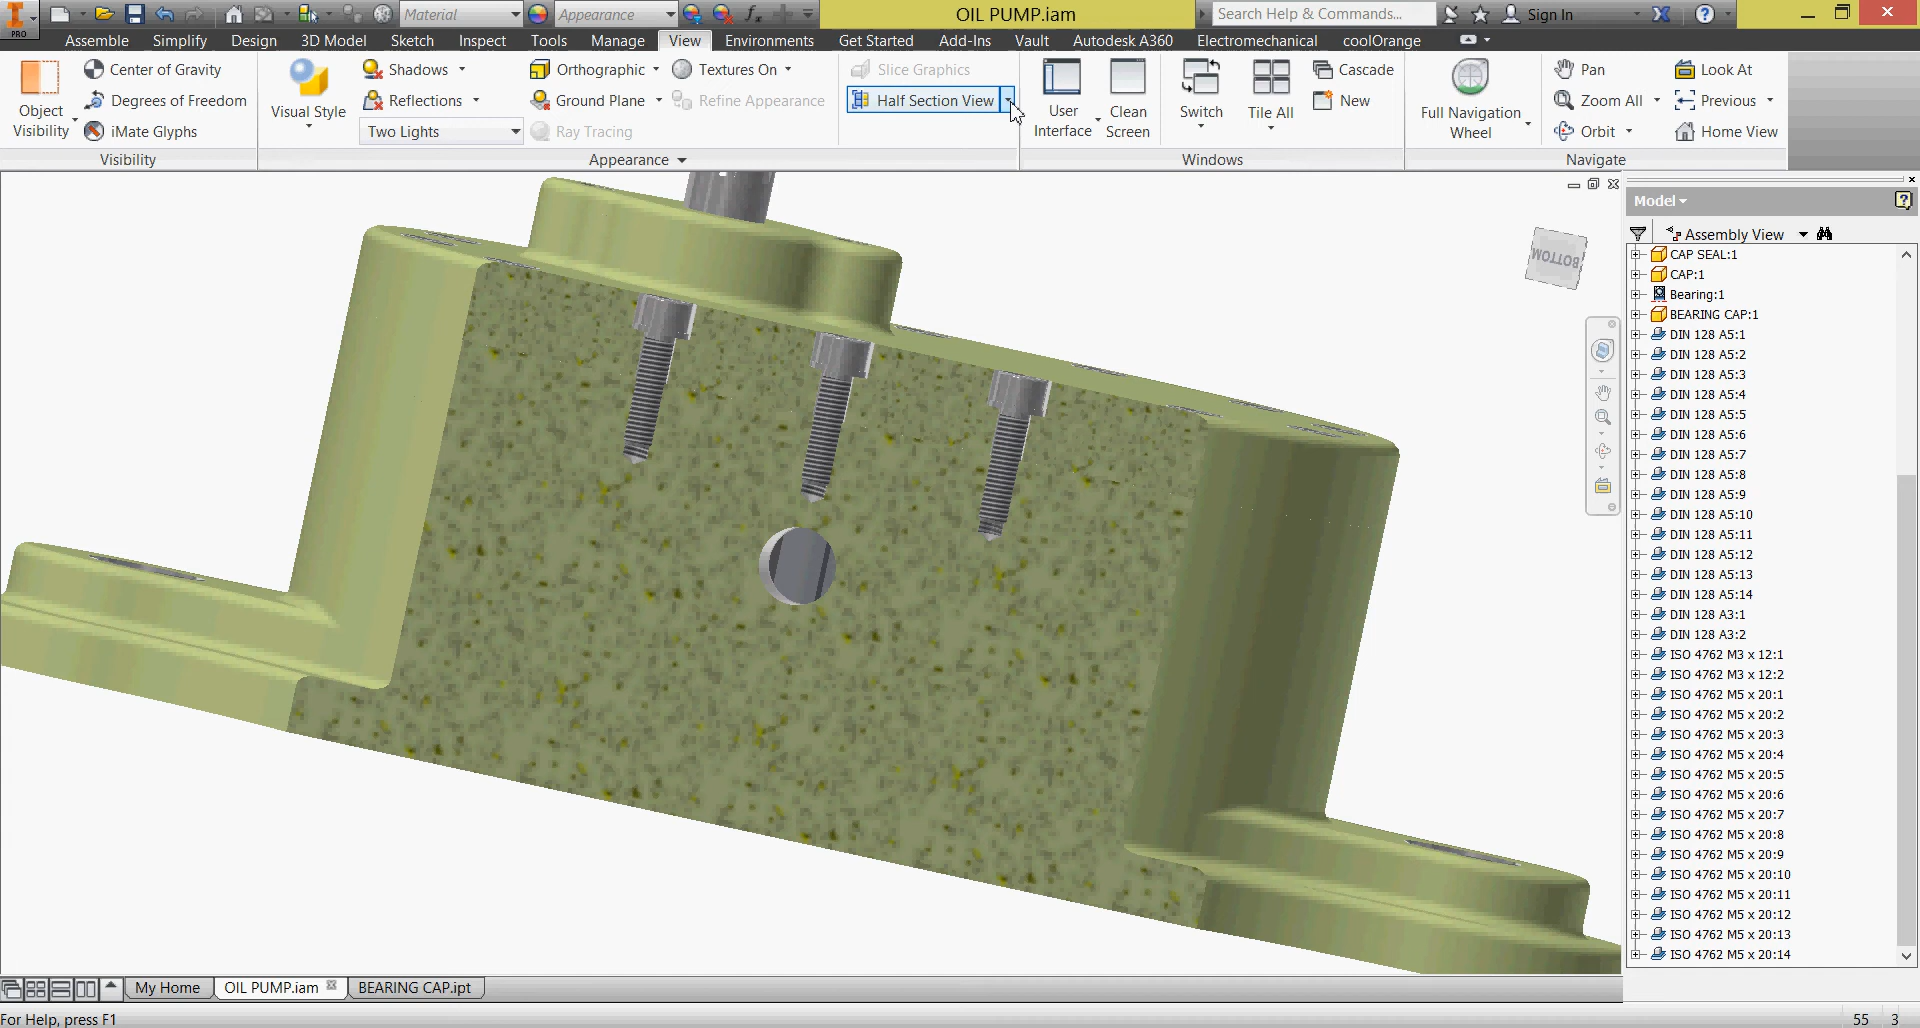 PRO
Material
Appearance
OIL PUMP.iam
Search Help & Commands...
Sign In
Assemble
Simplify
Design
3D Model
Sketch
Inspect
Tools
Manage
View
Environments
Get Started
Add-Ins
Vault
Autodesk A360
Electromechanical
coolOrange
Object
Visibility
Center of Gravity
Degrees of Freedom
iMate Glyphs
Visibility
Visual Style
Shadows
Reflections
Two Lights
Orthographic
Ground Plane
Ray Tracing
Textures On
Refine Appearance
Appearance
Slice Graphics
Half Section View
User
Interface
Clean
Screen
Switch
Tile All
Cascade
New
Windows
Full Navigation
Wheel
Pan
Zoom All
Orbit
Look At
Previous
Home View
Navigate
BOTTOM
Model
Assembly View
CAP SEAL:1
CAP:1
Bearing:1
BEARING CAP:1
DIN 128 A5:1
DIN 128 A5:2
DIN 128 A5:3
DIN 128 A5:4
DIN 128 A5:5
DIN 128 A5:6
DIN 128 A5:7
DIN 128 A5:8
DIN 128 A5:9
DIN 128 A5:10
DIN 128 A5:11
DIN 128 A5:12
DIN 128 A5:13
DIN 128 A5:14
DIN 128 A3:1
DIN 128 A3:2
ISO 4762 M3 x 12:1
ISO 4762 M3 x 12:2
ISO 4762 M5 x 20:1
ISO 4762 M5 x 20:2
ISO 4762 M5 x 20:3
ISO 4762 M5 x 20:4
ISO 4762 M5 x 20:5
ISO 4762 M5 x 20:6
ISO 4762 M5 x 20:7
ISO 4762 M5 x 20:8
ISO 4762 M5 x 20:9
ISO 4762 M5 x 20:10
ISO 4762 M5 x 20:11
ISO 4762 M5 x 20:12
ISO 4762 M5 x 20:13
ISO 4762 M5 x 20:14
My Home
OIL PUMP.iam
BEARING CAP.ipt
For Help, press F1
55
3